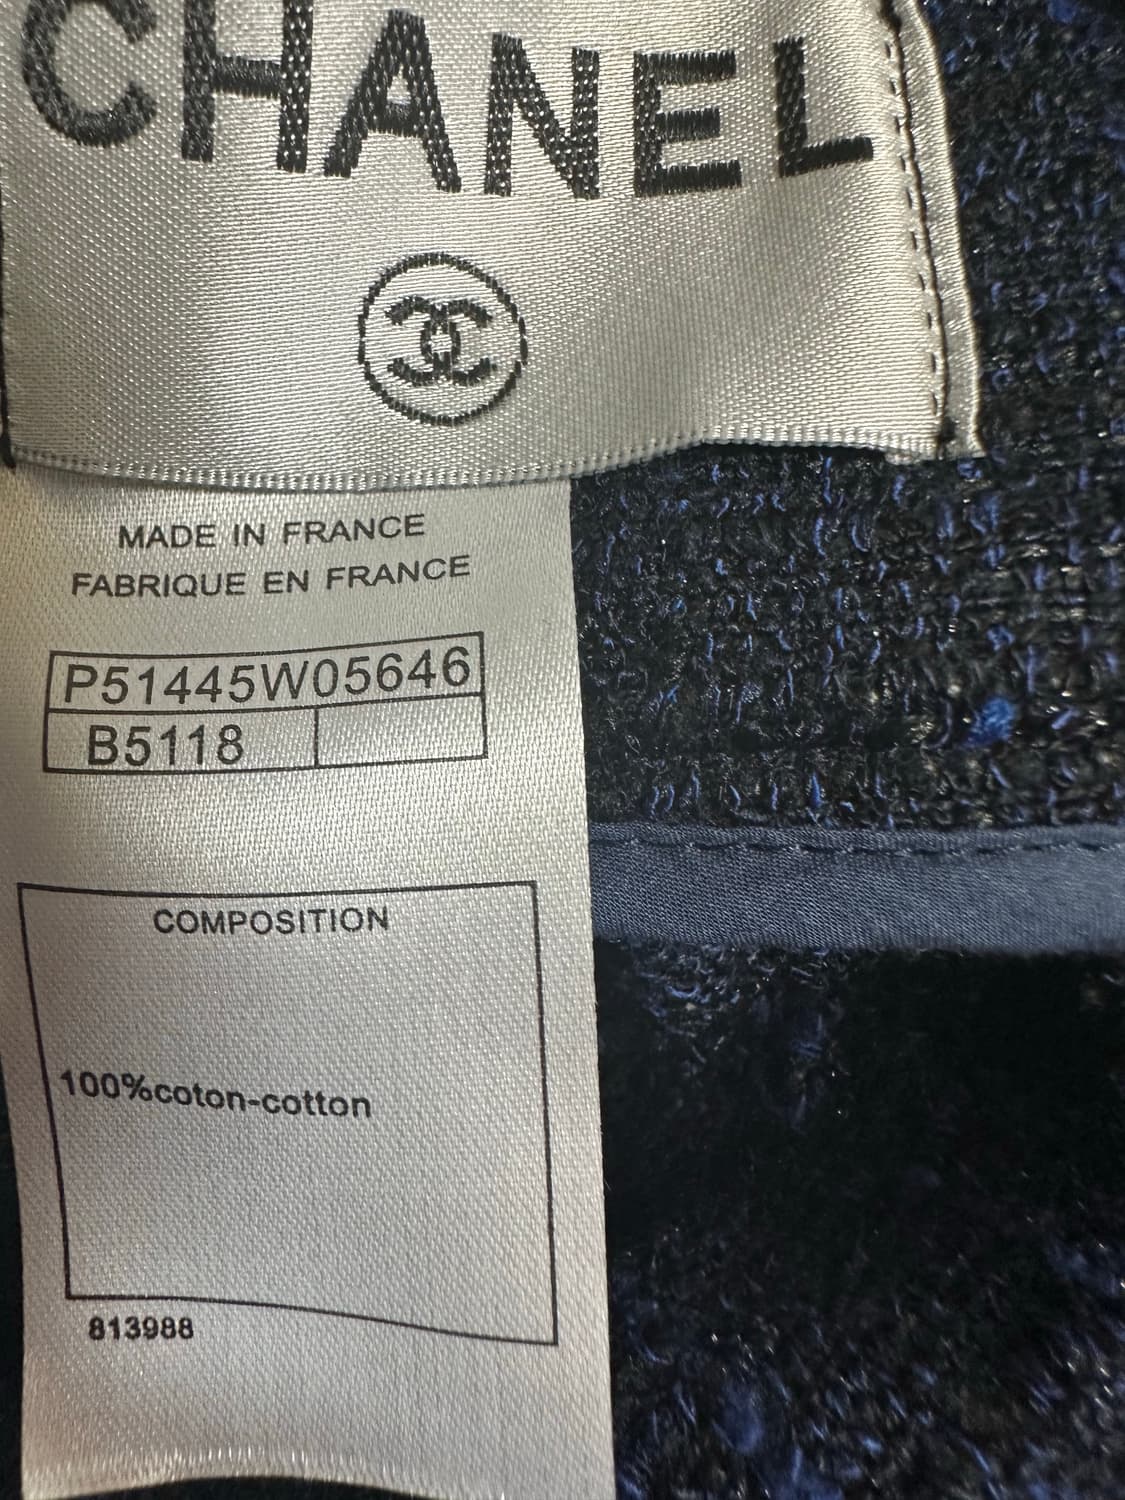 CHANEL
MADE IN FRANCE
FABRIQUE EN FRANCE
P51445W05646
B5118
COMPOSITION
100%coton-cotton
813988